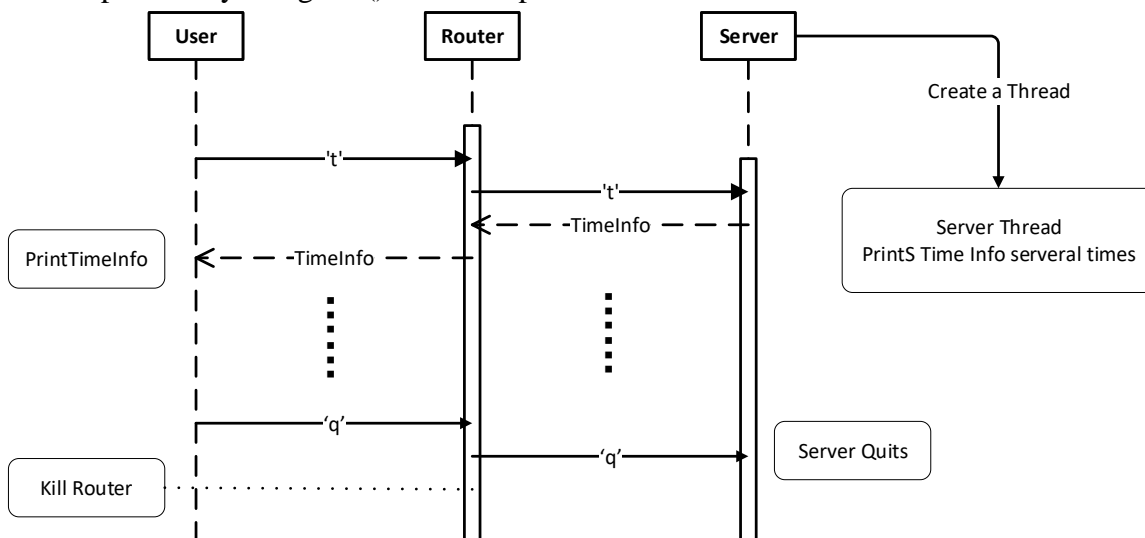 User
Router
Server
Create a Thread
't'
't'
TimeInfo
Server Thread
PrintS Time Info serveral times
PrintTimeInfo
TimeInfo
‘q’
‘q’
Server Quits
Kill Router